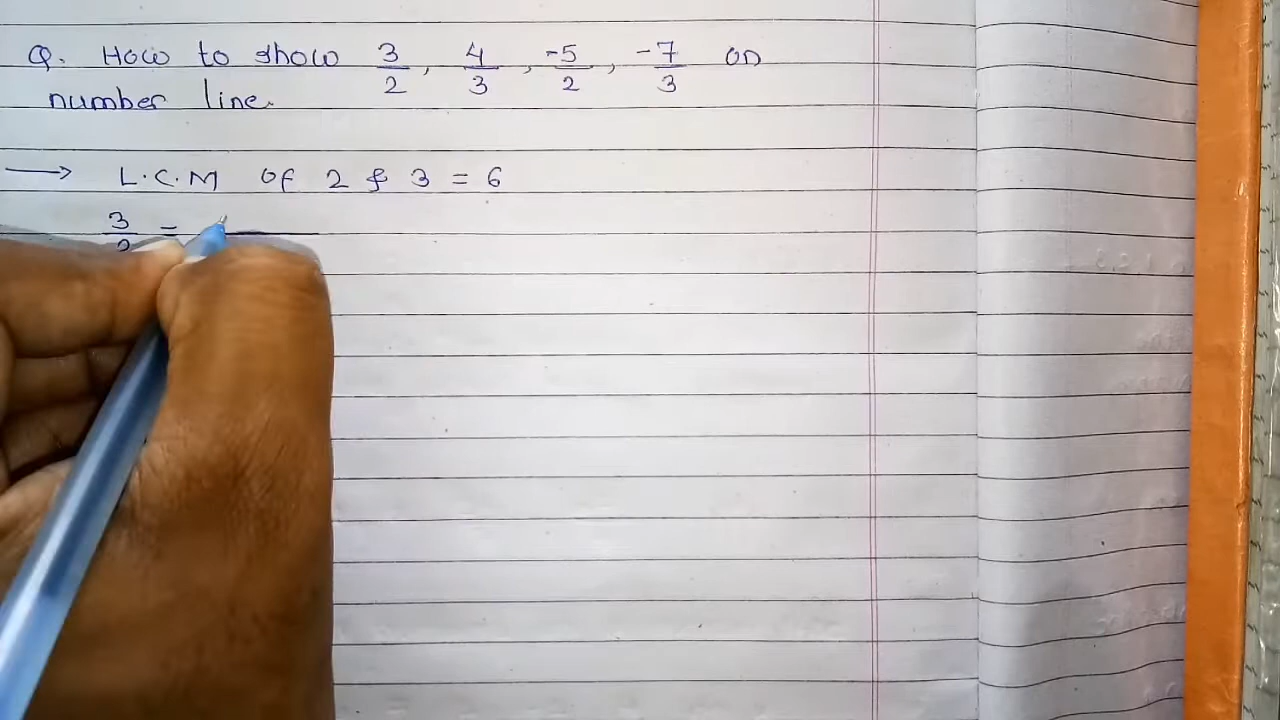 Q. How to show 3/2, 4/3, -5/2, -7/3 on
number line.
→ L.C.M of 2 & 3 = 6
3/2 =